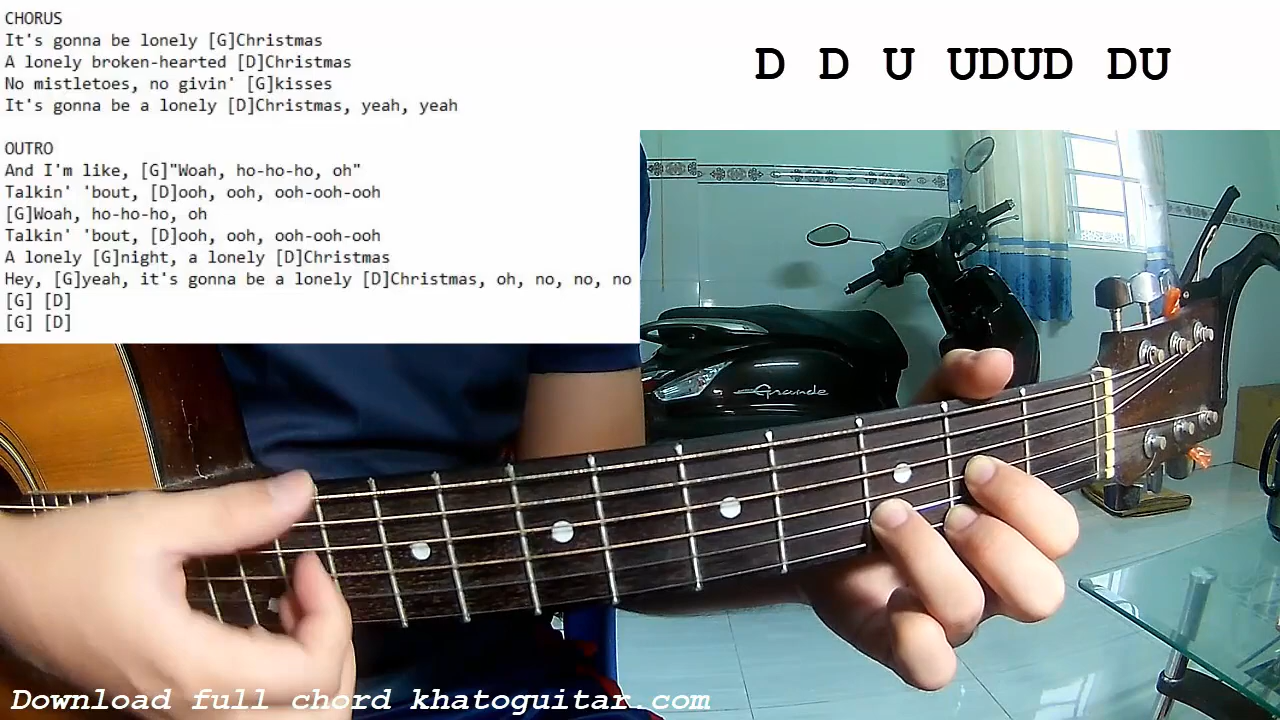 CHORUS
It's gonna be lonely [G]Christmas
A lonely broken-hearted [D]Christmas
No mistletoes, no givin' [G]kisses
It's gonna be a lonely [D]Christmas, yeah, yeah
OUTRO
And I'm like, [G]"Woah, ho-ho-ho, oh"
Talkin' 'bout, [D]ooh, ooh, ooh-ooh-ooh
[G]Woah, ho-ho-ho, oh
Talkin' 'bout, [D]ooh, ooh, ooh-ooh-ooh
A lonely [G]night, a lonely [D]Christmas
Hey, [G]yeah, it's gonna be a lonely [D]Christmas, oh, no, no, no
[G] [D]
[G] [D]
D D U UDUD DU
Grande
Download full chord khatoguitar.com